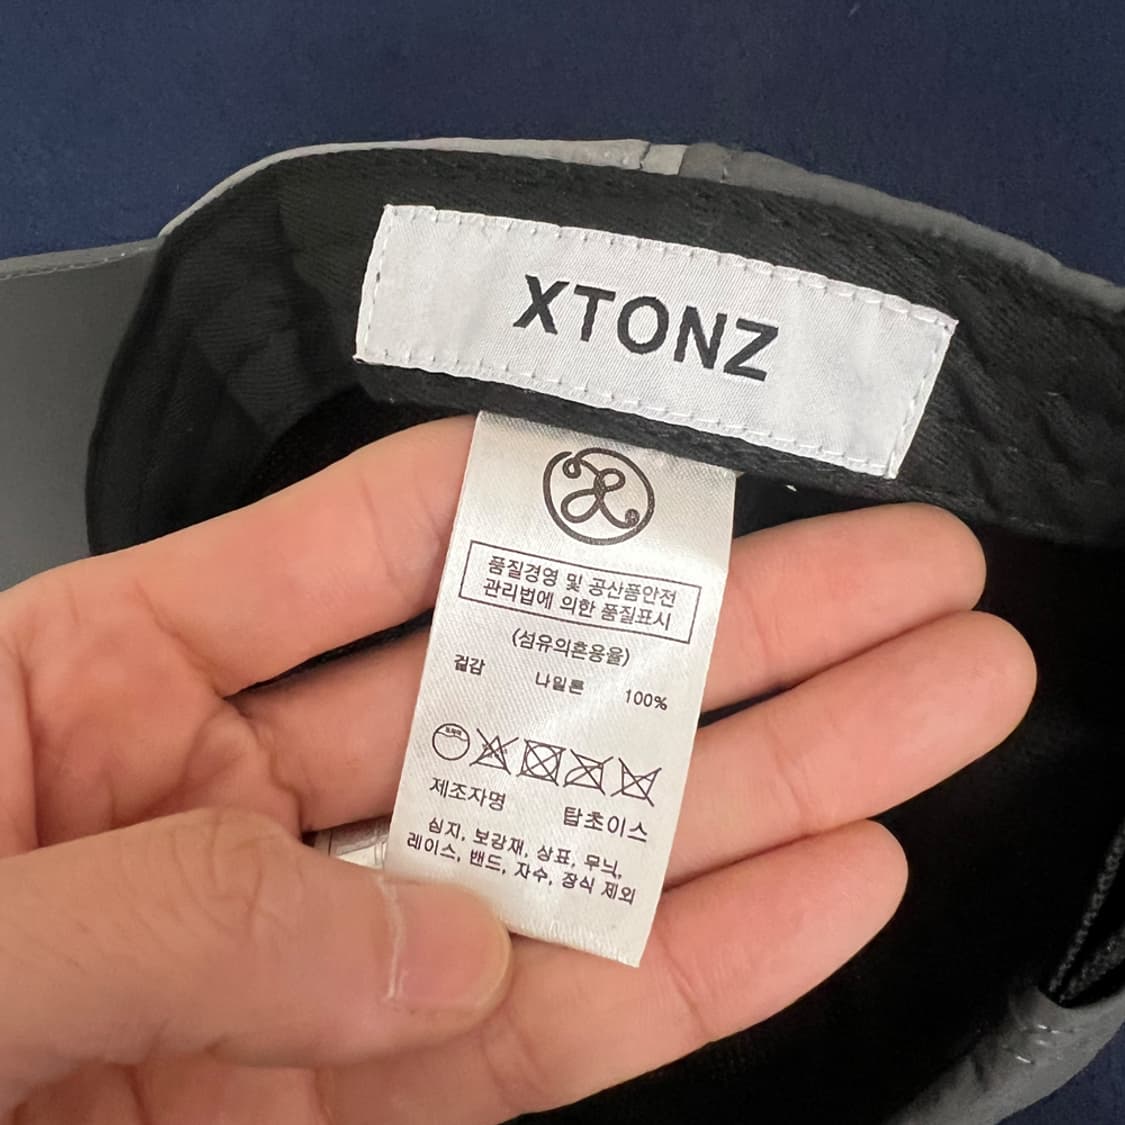 XTONZ
품질경영 및 공산품안전
관리법에 의한 품질표시
(섬유의혼용율)
겉감 나일론 100%
제조자명 탑초이스
심지, 보강재, 상표, 무늬,
레이스, 밴드, 자수, 장식 제외